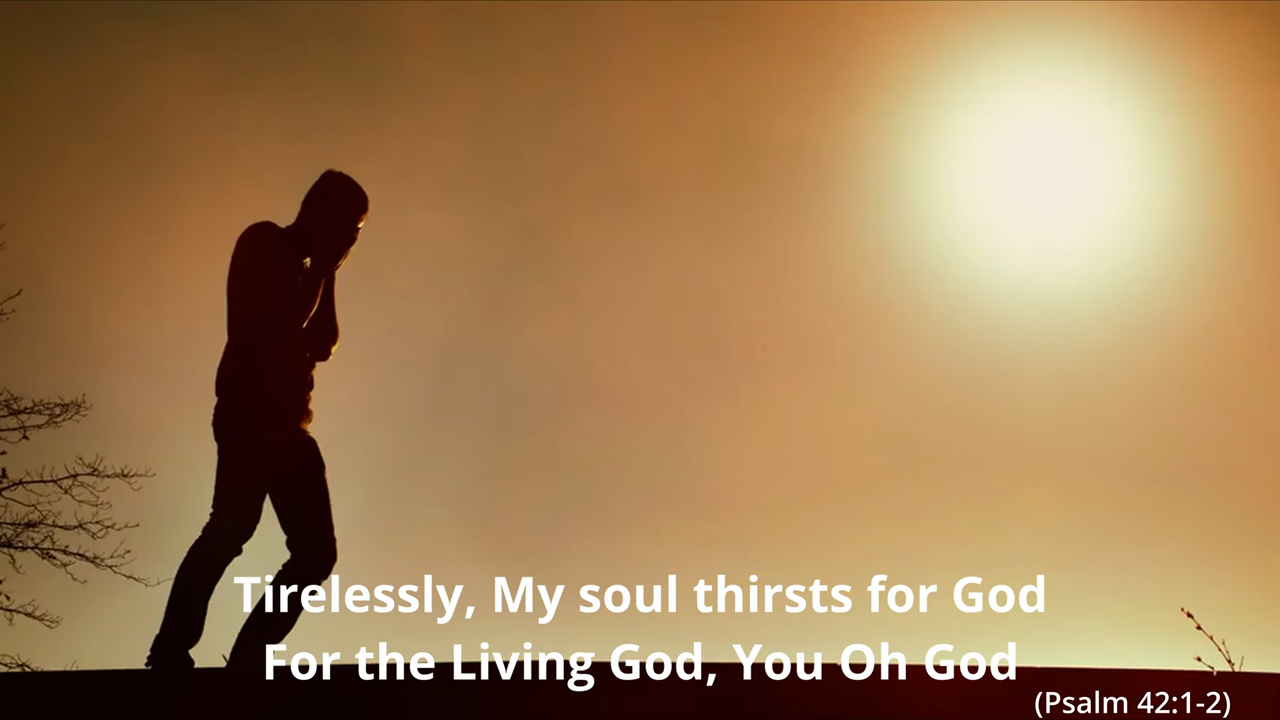 Tirelessly, My soul thirsts for God
For the Living God, You Oh God
(Psalm 42:1-2)